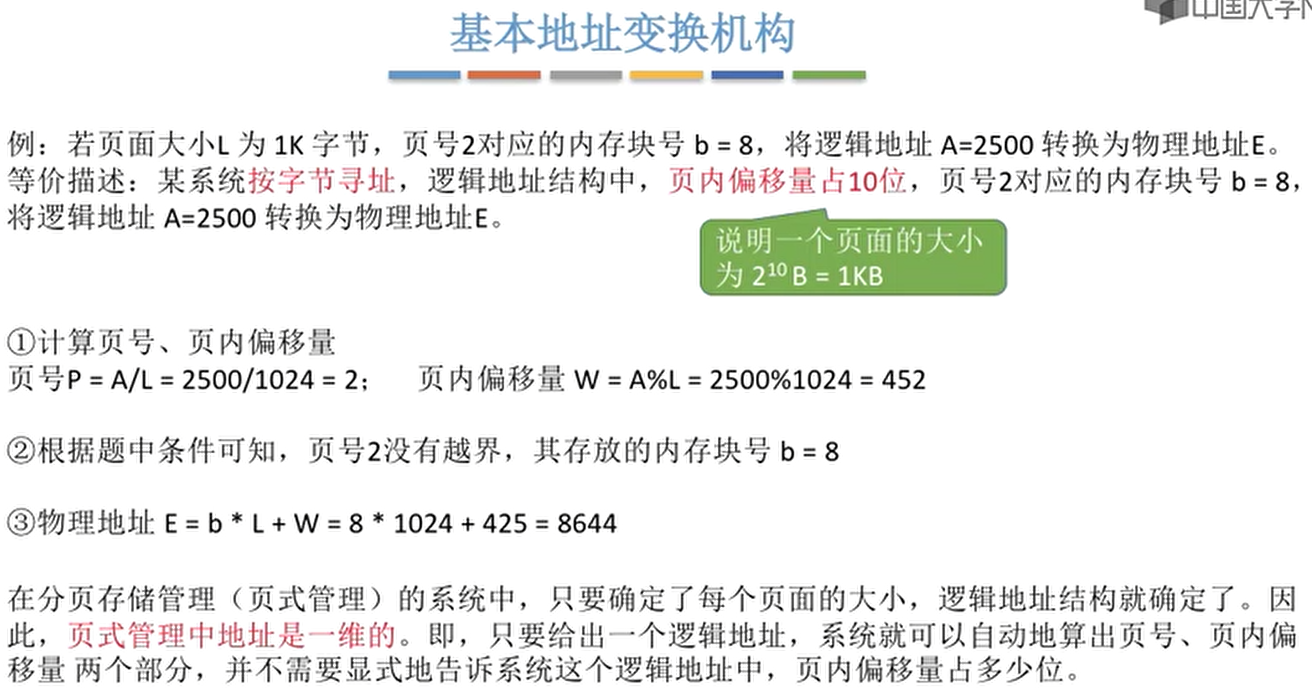 中国大学
基本地址变换机构
例：若页面大小L 为 1K 字节，页号2对应的内存块号 b = 8，将逻辑地址 A=2500 转换为物理地址E。
等价描述：某系统按字节寻址，逻辑地址结构中，页内偏移量占10位，页号2对应的内存块号 b = 8，
将逻辑地址 A=2500 转换为物理地址E。
说明一个页面的大小
为 2¹⁰ B = 1KB
①计算页号、页内偏移量
页号P = A/L = 2500/1024 = 2； 页内偏移量 W = A%L = 2500%1024 = 452
②根据题中条件可知，页号2没有越界，其存放的内存块号 b = 8
③物理地址 E = b * L + W = 8 * 1024 + 425 = 8644
在分页存储管理（页式管理）的系统中，只要确定了每个页面的大小，逻辑地址结构就确定了。因
此，页式管理中地址是一维的。即，只要给出一个逻辑地址，系统就可以自动地算出页号、页内偏
移量 两个部分，并不需要显式地告诉系统这个逻辑地址中，页内偏移量占多少位。